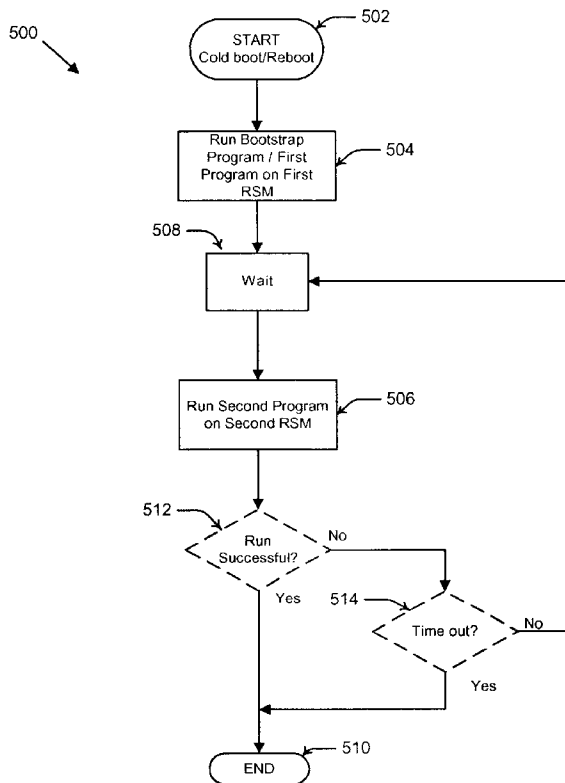 500
502
START
Cold boot/Reboot
Run Bootstrap
Program / First
Program on First
RSM
504
508
Wait
Run Second Program
on Second RSM
506
512
Run
Successful?
No
Yes
514
Time out?
No
Yes
END
510